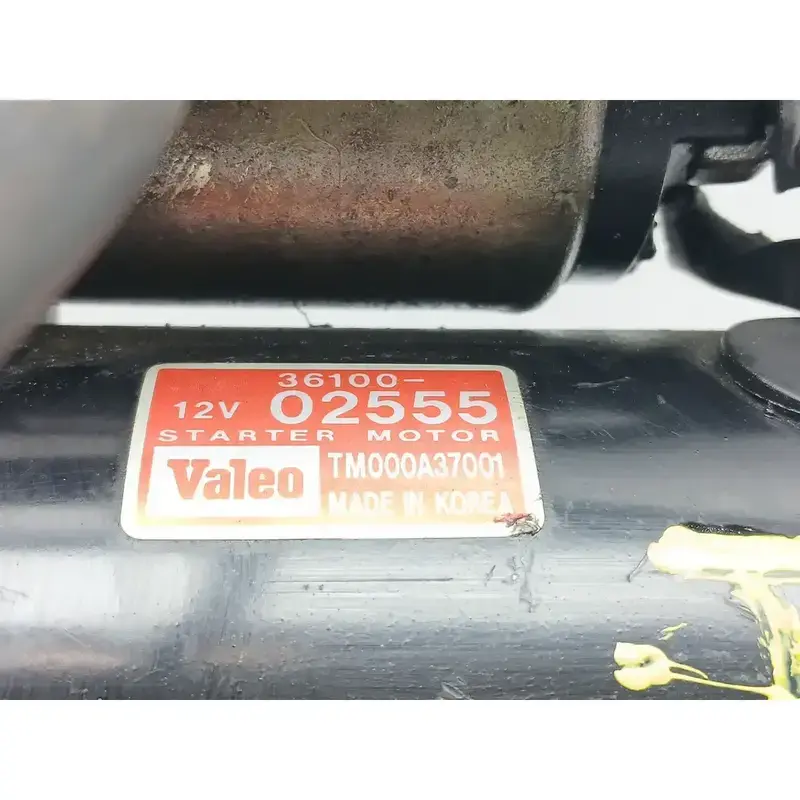 36100-
12V 02555
STARTER MOTOR
Valeo TM000A37001
MADE IN KOREA